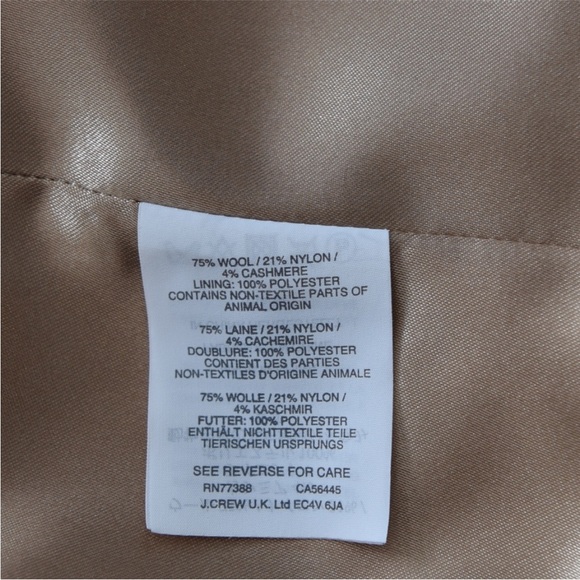 75% WOOL / 21% NYLON /
4% CASHMERE
LINING: 100% POLYESTER
CONTAINS NON-TEXTILE PARTS OF
ANIMAL ORIGIN
75% LAINE / 21% NYLON /
4% CACHEMIRE
DOUBLURE: 100% POLYESTER
CONTIENT DES PARTIES
NON-TEXTILES D'ORIGINE ANIMALE
75% WOLLE / 21% NYLON /
4% KASCHMIR
FUTTER: 100% POLYESTER
ENTHÄLT NICHTTEXTILE TEILE
TIERISCHEN URSPRUNGS
SEE REVERSE FOR CARE
RN77388 CA56445
J.CREW U.K. Ltd EC4V 6JA